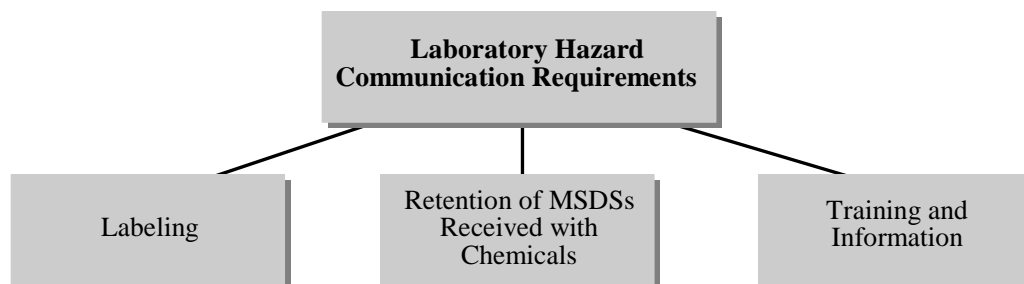 Laboratory Hazard
Communication Requirements
Labeling
Retention of MSDSs
Received with
Chemicals
Training and
Information